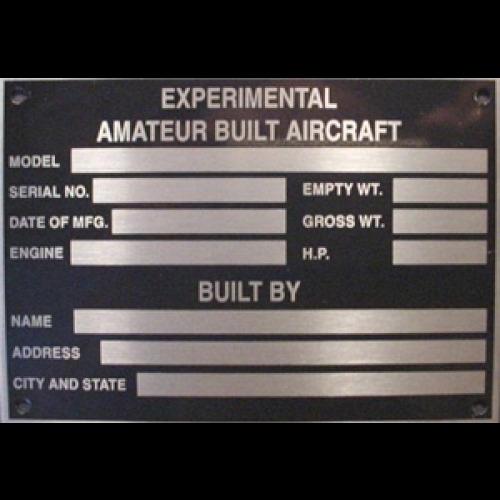 EXPERIMENTAL
AMATEUR BUILT AIRCRAFT
MODEL
SERIAL NO. EMPTY WT.
DATE OF MFG. GROSS WT.
ENGINE H.P.
BUILT BY
NAME
ADDRESS
CITY AND STATE